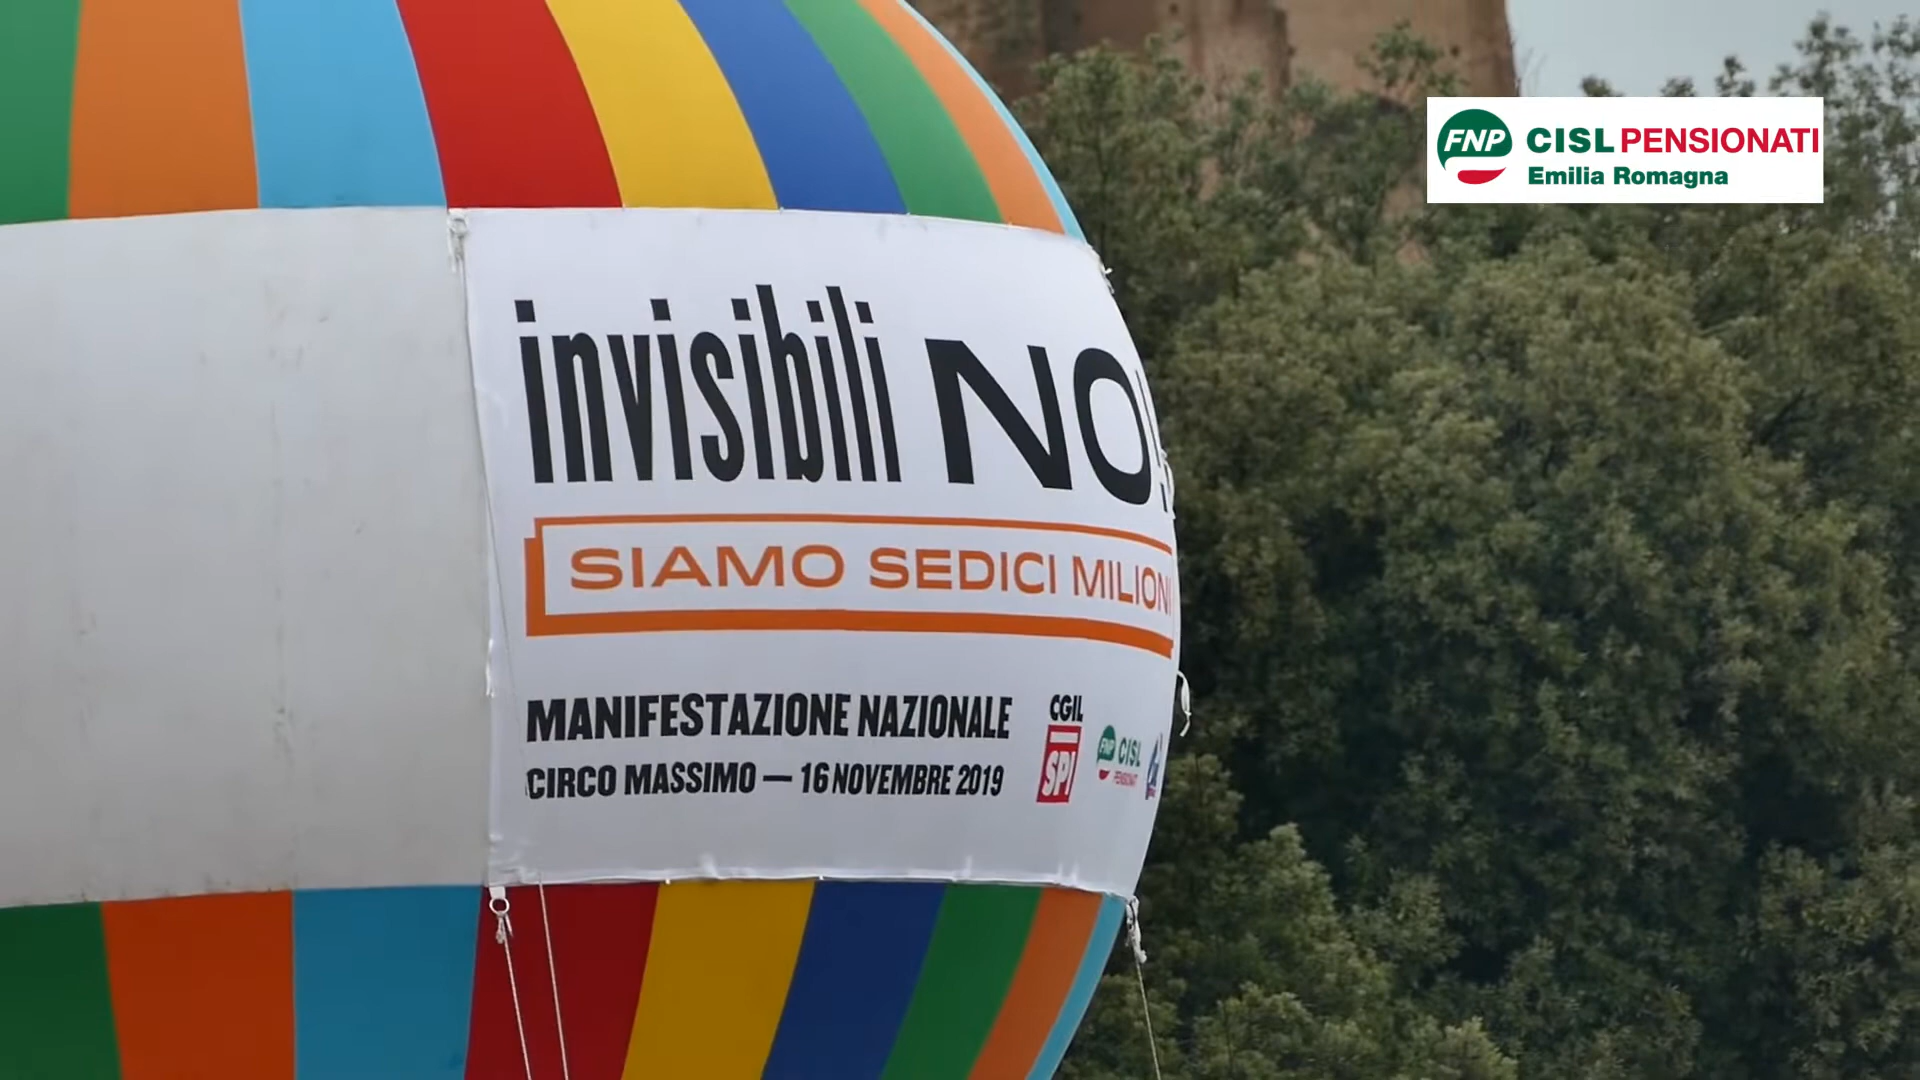 FNP CISL PENSIONATI
Emilia Romagna
invisibili NO!
SIAMO SEDICI MILIONI
MANIFESTAZIONE NAZIONALE
CIRCO MASSIMO — 16 NOVEMBRE 2019
CGIL
SPI
FNP CISL
PENSIONATI